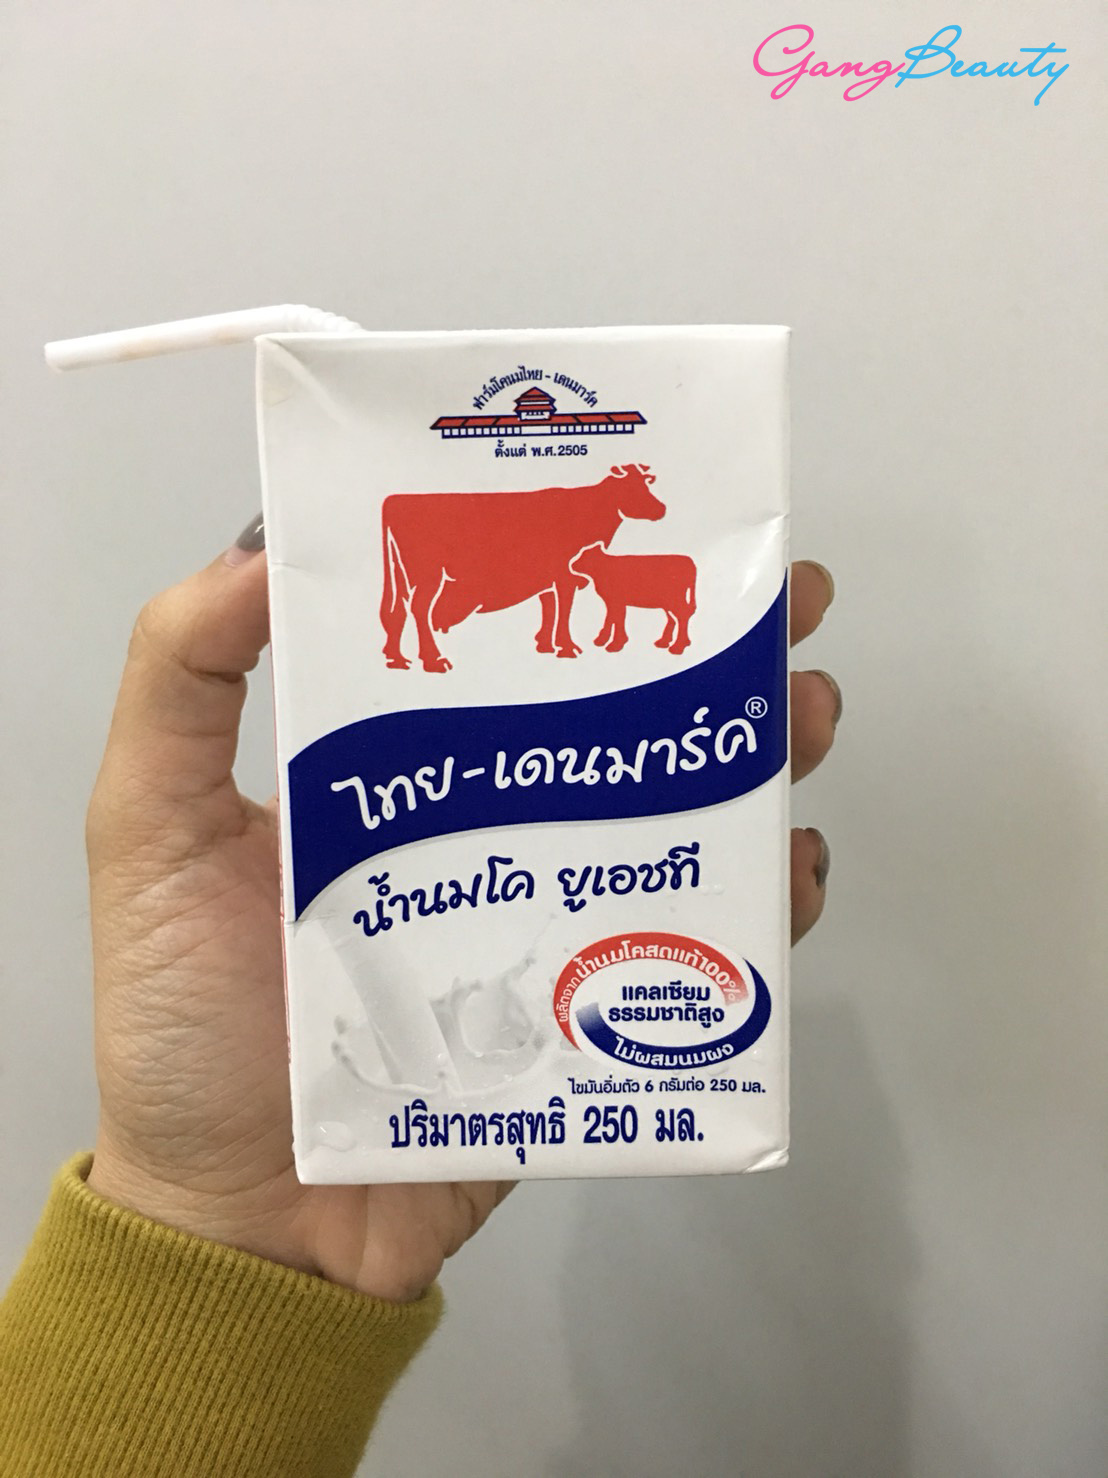 GangBeauty
ฟาร์มโคนมไทย - เดนมาร์ค
ตั้งแต่ พ.ศ.2505
ไทย-เดนมาร์ค®
น้ำนมโค ยูเอชที
ผลิตจากน้ำนมโคสดแท้100%
แคลเซียม
ธรรมชาติสูง
ไม่ผสมนมผง
ไขมันอิ่มตัว 6 กรัมต่อ 250 มล.
ปริมาตรสุทธิ 250 มล.